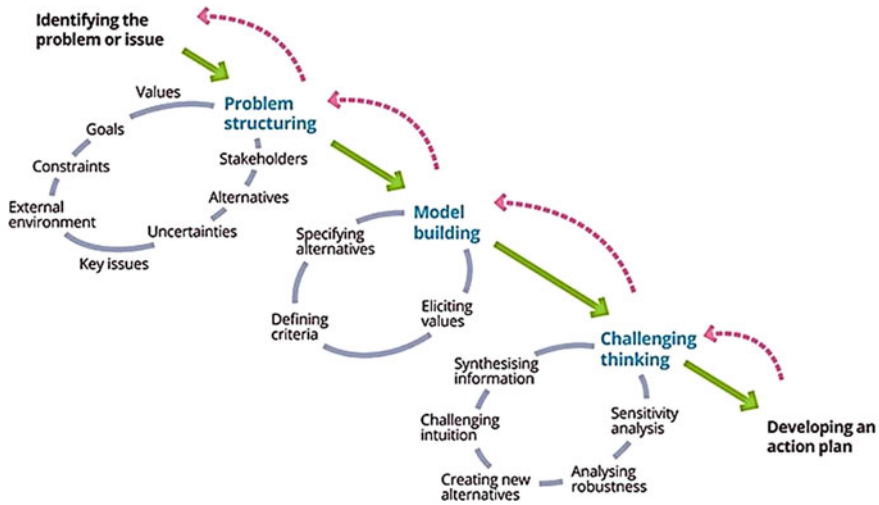 Identifying the
problem or issue
Values
Problem
structuring
Goals
Stakeholders
Constraints
Alternatives
External
environment
Uncertainties
Key issues
Model
building
Specifying
alternatives
Eliciting
values
Defining
criteria
Challenging
thinking
Synthesising
information
Sensitivity
analysis
Challenging
intuition
Analysing
robustness
Creating new
alternatives
Developing an
action plan